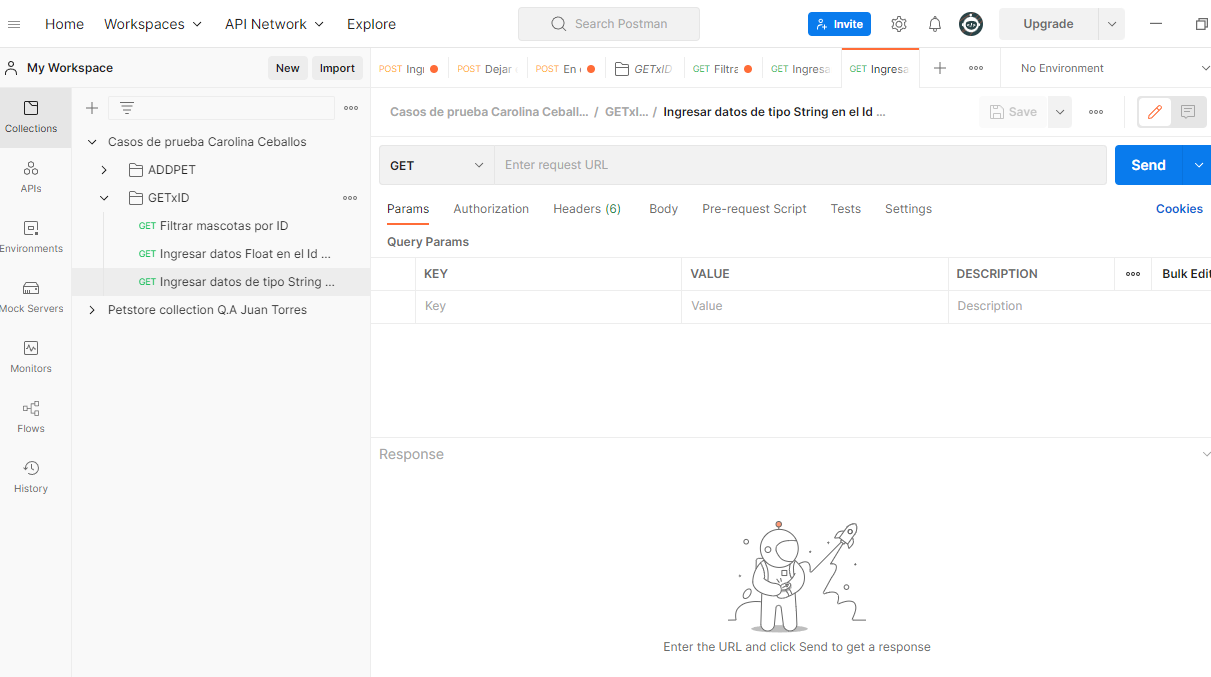 Home Workspaces API Network Explore Search Postman Invite Upgrade
My Workspace New Import
POST Ingr POST Dejar POST En GETxID GET Filtra GET Ingresa GET Ingresa No Environment
Collections
APIs
Environments
Mock Servers
Monitors
Flows
History
Casos de prueba Carolina Ceballos
ADDPET
GETxID
GET Filtrar mascotas por ID
GET Ingresar datos Float en el Id ...
GET Ingresar datos de tipo String ...
Petstore collection Q.A Juan Torres
Casos de prueba Carolina Ceball... / GETxI... / Ingresar datos de tipo String en el Id ... Save
GET Enter request URL Send
Params Authorization Headers (6) Body Pre-request Script Tests Settings Cookies
Query Params
KEY VALUE DESCRIPTION Bulk Edit
Key Value Description
Response
Enter the URL and click Send to get a response